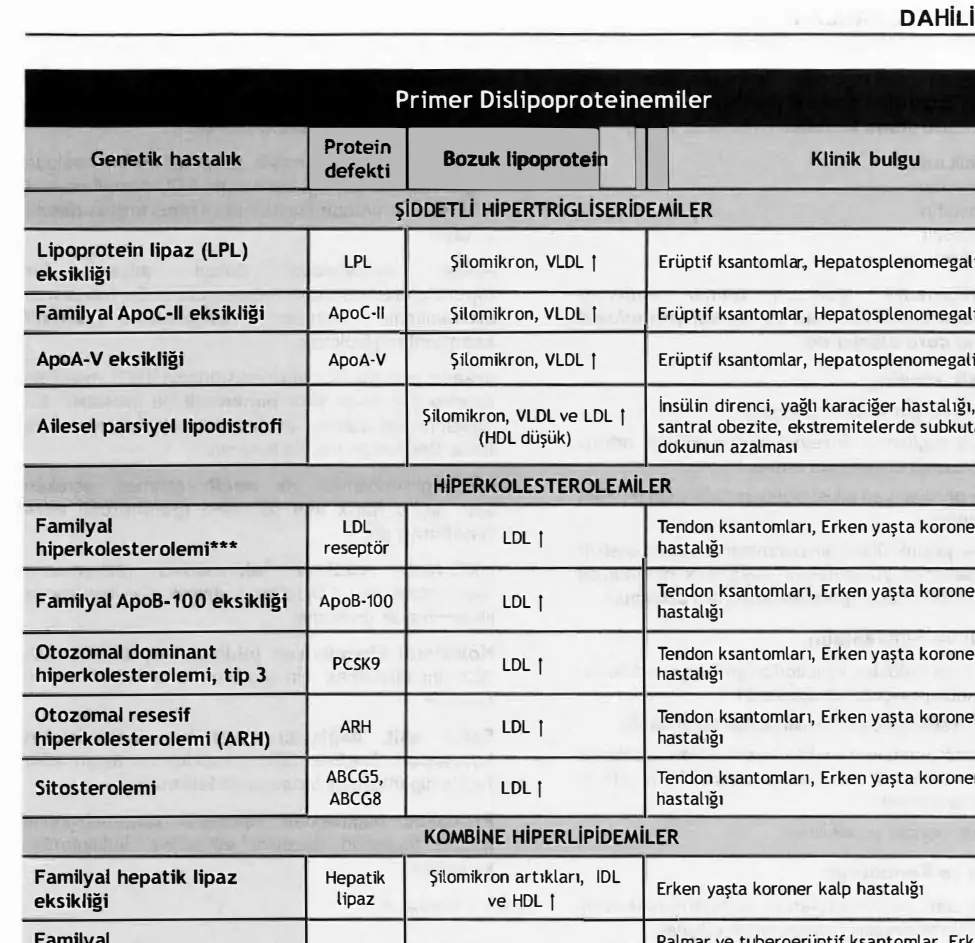 DAHİLİ
Primer Dislipoproteinemiler
Genetik hastalık
Protein
defekti
Bozuk lipoprotein
Klinik bulgu
ŞİDDETLİ HİPERTRİGLİSERİDEMİLER
Lipoprotein lipaz (LPL)
eksikliği
LPL
Şilomikron, VLDL ↑
Erüptif ksantomlar, Hepatosplenomegali
Familyal ApoC-II eksikliği
ApoC-II
Şilomikron, VLDL ↑
Erüptif ksantomlar, Hepatosplenomegali
ApoA-V eksikliği
ApoA-V
Şilomikron, VLDL ↑
Erüptif ksantomlar, Hepatosplenomegali
Ailesel parsiyel lipodistrofi
Şilomikron, VLDL ve LDL ↑
(HDL düşük)
İnsülin direnci, yağlı karaciğer hastalığı,
santral obezite, ekstremitelerde subkuta
dokunun azalması
HİPERKOLESTEROLEMİLER
Familyal
hiperkolesterolemi***
LDL
reseptör
LDL ↑
Tendon ksantomları, Erken yaşta korone
hastalığı
Familyal ApoB-100 eksikliği
ApoB-100
LDL ↑
Tendon ksantomları, Erken yaşta korone
hastalığı
Otozomal dominant
hiperkolesterolemi, tip 3
PCSK9
LDL ↑
Tendon ksantomları, Erken yaşta korone
hastalığı
Otozomal resesif
hiperkolesterolemi (ARH)
ARH
LDL ↑
Tendon ksantomları, Erken yaşta korone
hastalığı
Sitosterolemi
ABCG5,
ABCG8
LDL ↑
Tendon ksantomları, Erken yaşta korone
hastalığı
KOMBİNE HİPERLİPİDEMİLER
Familyal hepatik lipaz
eksikliği
Hepatik
lipaz
Şilomikron artıkları, IDL
ve HDL ↑
Erken yaşta koroner kalp hastalığı
Familyal
Palmar ve tuberoerüptif ksantomlar, Erk